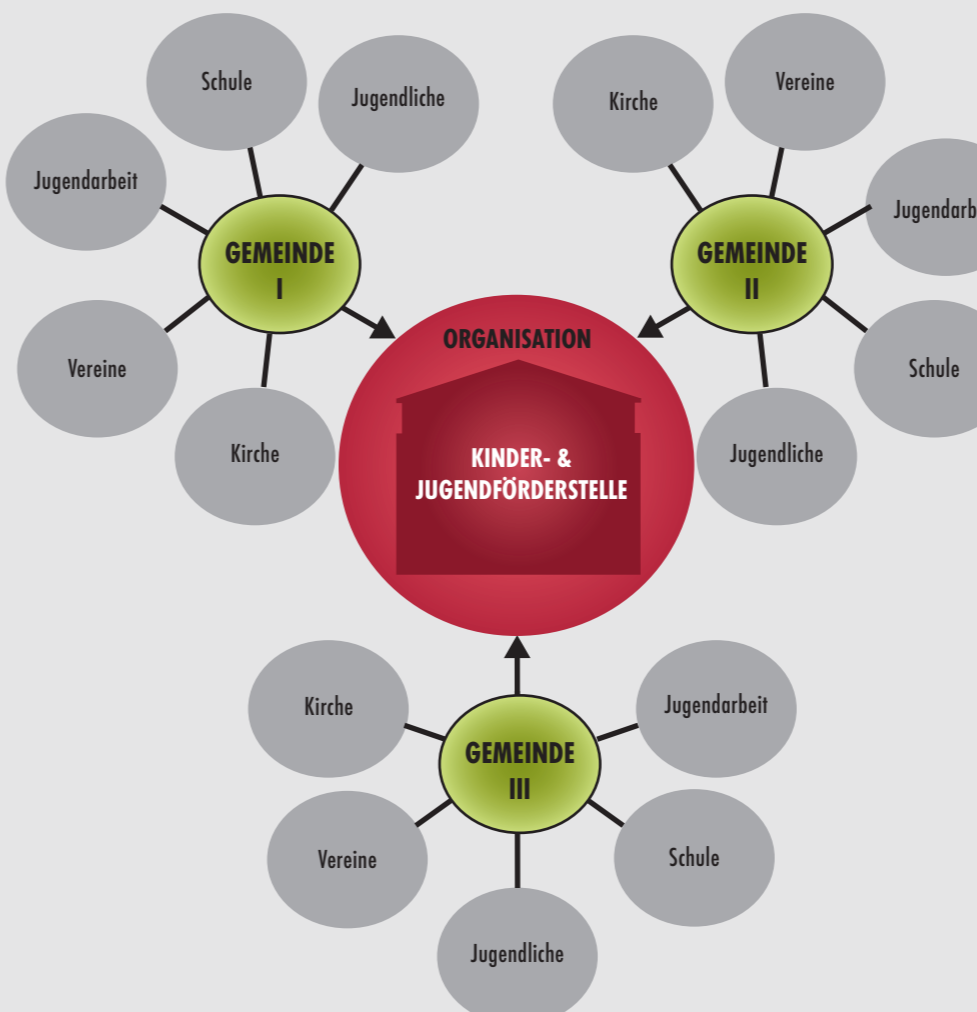 Schule
Jugendliche
Jugendarbeit
GEMEINDE
I
Vereine
Kirche
Kirche
Vereine
Jugendarb
GEMEINDE
II
Schule
Jugendliche
ORGANISATION
KINDER- &
JUGENDFÖRDERSTELLE
Kirche
Jugendarbeit
GEMEINDE
III
Vereine
Schule
Jugendliche